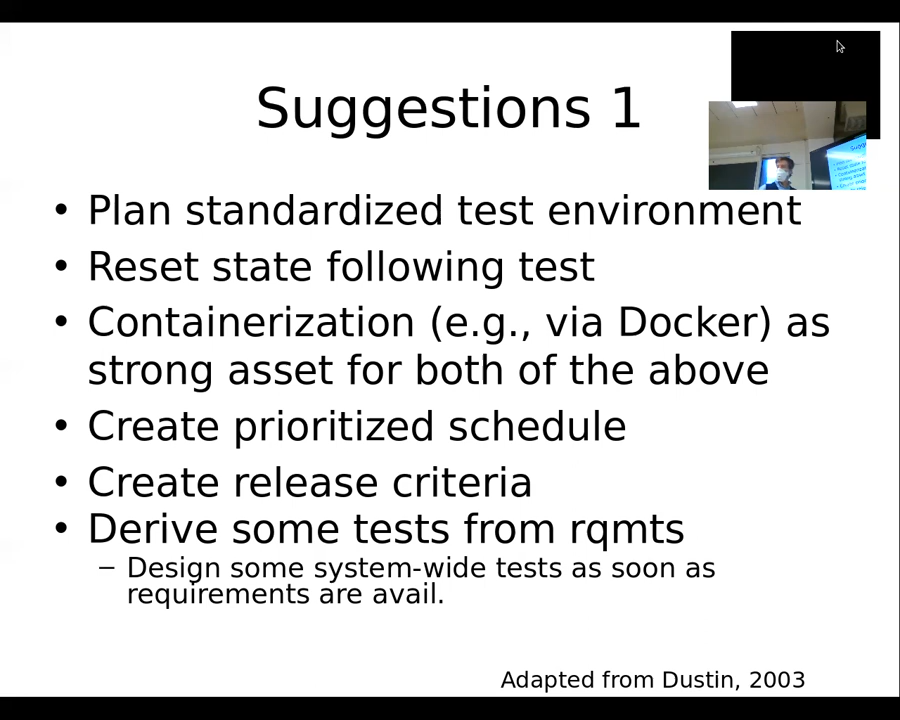 Suggestions 1
• Plan standardized test environment
• Reset state following test
• Containerization (e.g., via Docker) as
strong asset for both of the above
• Create prioritized schedule
• Create release criteria
• Derive some tests from rqmts
– Design some system-wide tests as soon as
requirements are avail.
Adapted from Dustin, 2003